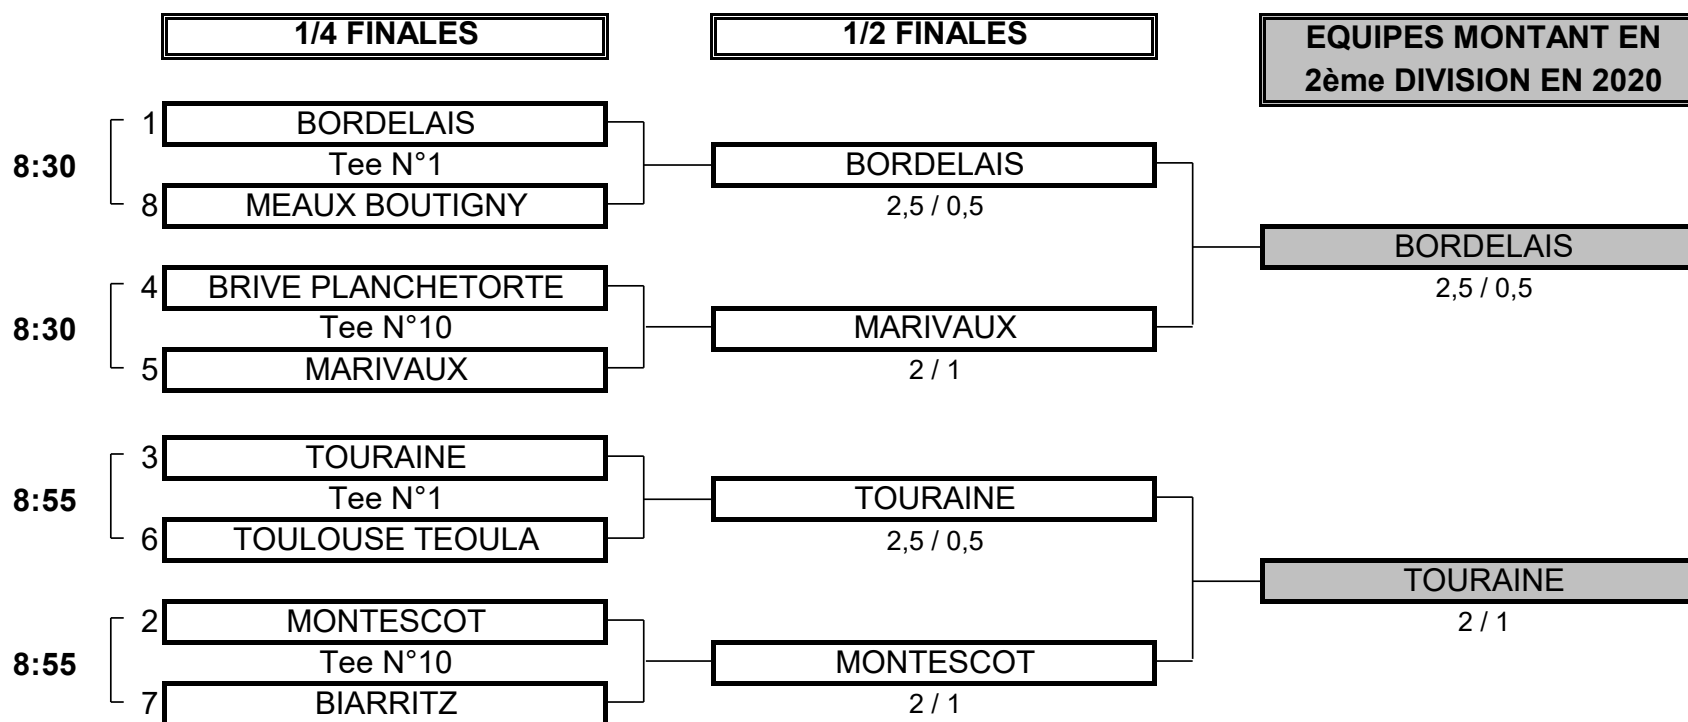 1/4 FINALES
1/2 FINALES
EQUIPES MONTANT EN
2ème DIVISION EN 2020
1 BORDELAIS
8:30 Tee N°1
8 MEAUX BOUTIGNY
BORDELAIS
2,5 / 0,5
4 BRIVE PLANCHETORTE
8:30 Tee N°10
5 MARIVAUX
MARIVAUX
2 / 1
BORDELAIS
2,5 / 0,5
3 TOURAINE
8:55 Tee N°1
6 TOULOUSE TEOULA
TOURAINE
2,5 / 0,5
2 MONTESCOT
8:55 Tee N°10
7 BIARRITZ
MONTESCOT
2 / 1
TOURAINE
2 / 1